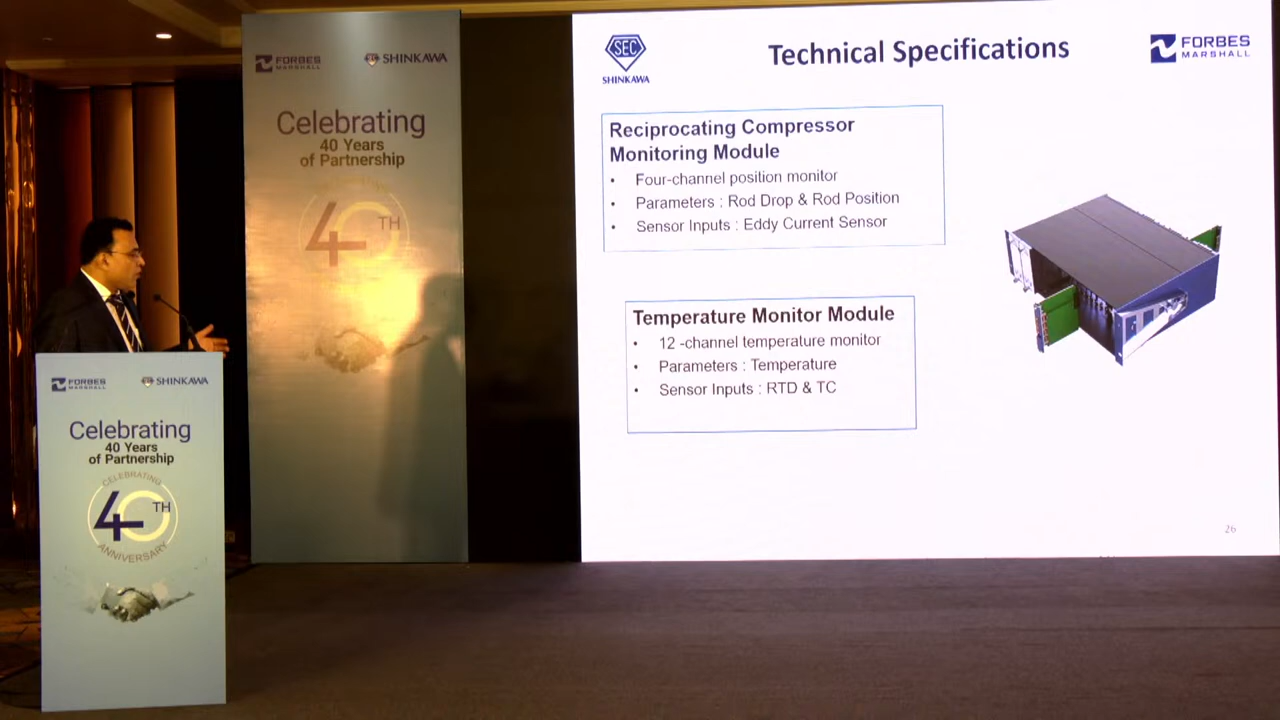 FORBES
MARSHALL
SHINKAWA
Celebrating
40 Years
of Partnership
40TH
SEC
SHINKAWA
Technical Specifications
FORBES
MARSHALL
Reciprocating Compressor
Monitoring Module
• Four-channel position monitor
• Parameters : Rod Drop & Rod Position
• Sensor Inputs : Eddy Current Sensor
Temperature Monitor Module
• 12 -channel temperature monitor
• Parameters : Temperature
• Sensor Inputs : RTD & TC
26
FORBES
MARSHALL
SHINKAWA
Celebrating
40 Years
of Partnership
CELEBRATING
40TH
ANNIVERSARY